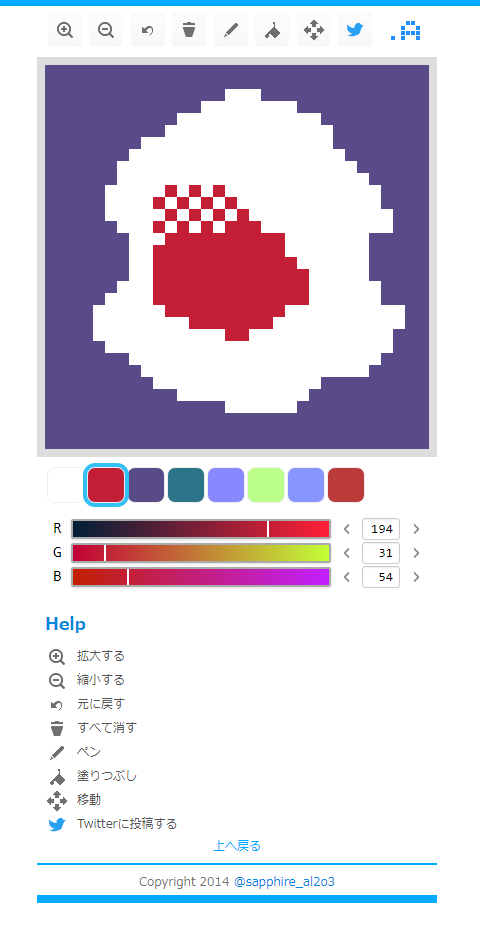 .A
R
194
G
31
B
54
Help
拡大する
縮小する
元に戻す
すべて消す
ペン
塗りつぶし
移動
Twitterに投稿する
上へ戻る
Copyright 2014 @sapphire_al2o3